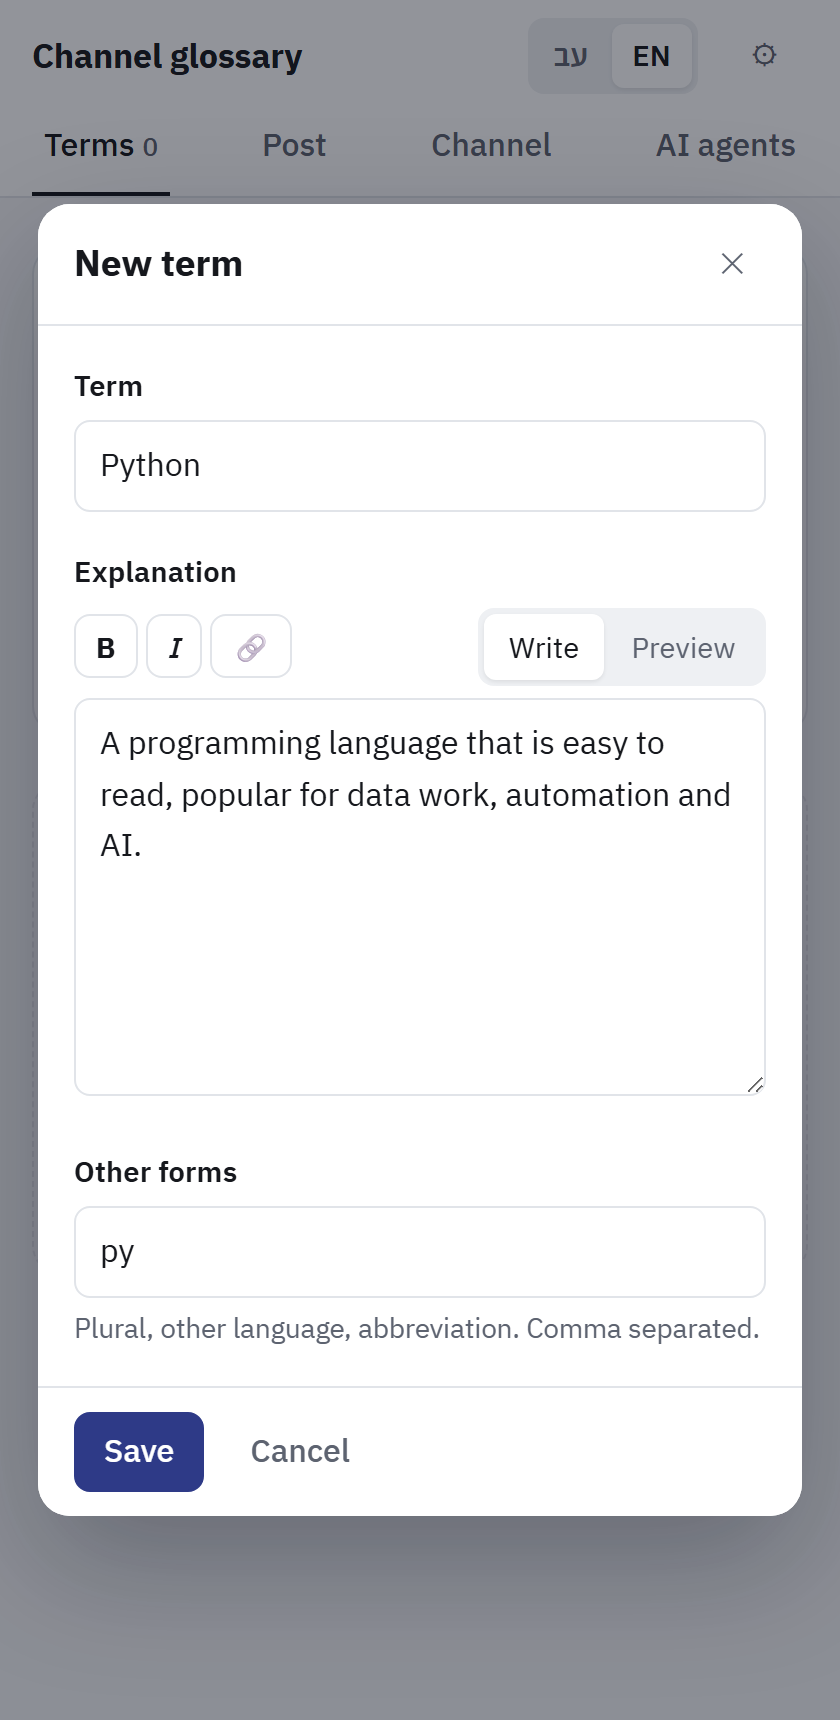 Channel glossary
עב
EN
Terms 0
Post
Channel
AI agents
New term
Term
Python
Explanation
B
I
Write
Preview
A programming language that is easy to
read, popular for data work, automation and
AI.
Other forms
py
Plural, other language, abbreviation. Comma separated.
Save
Cancel